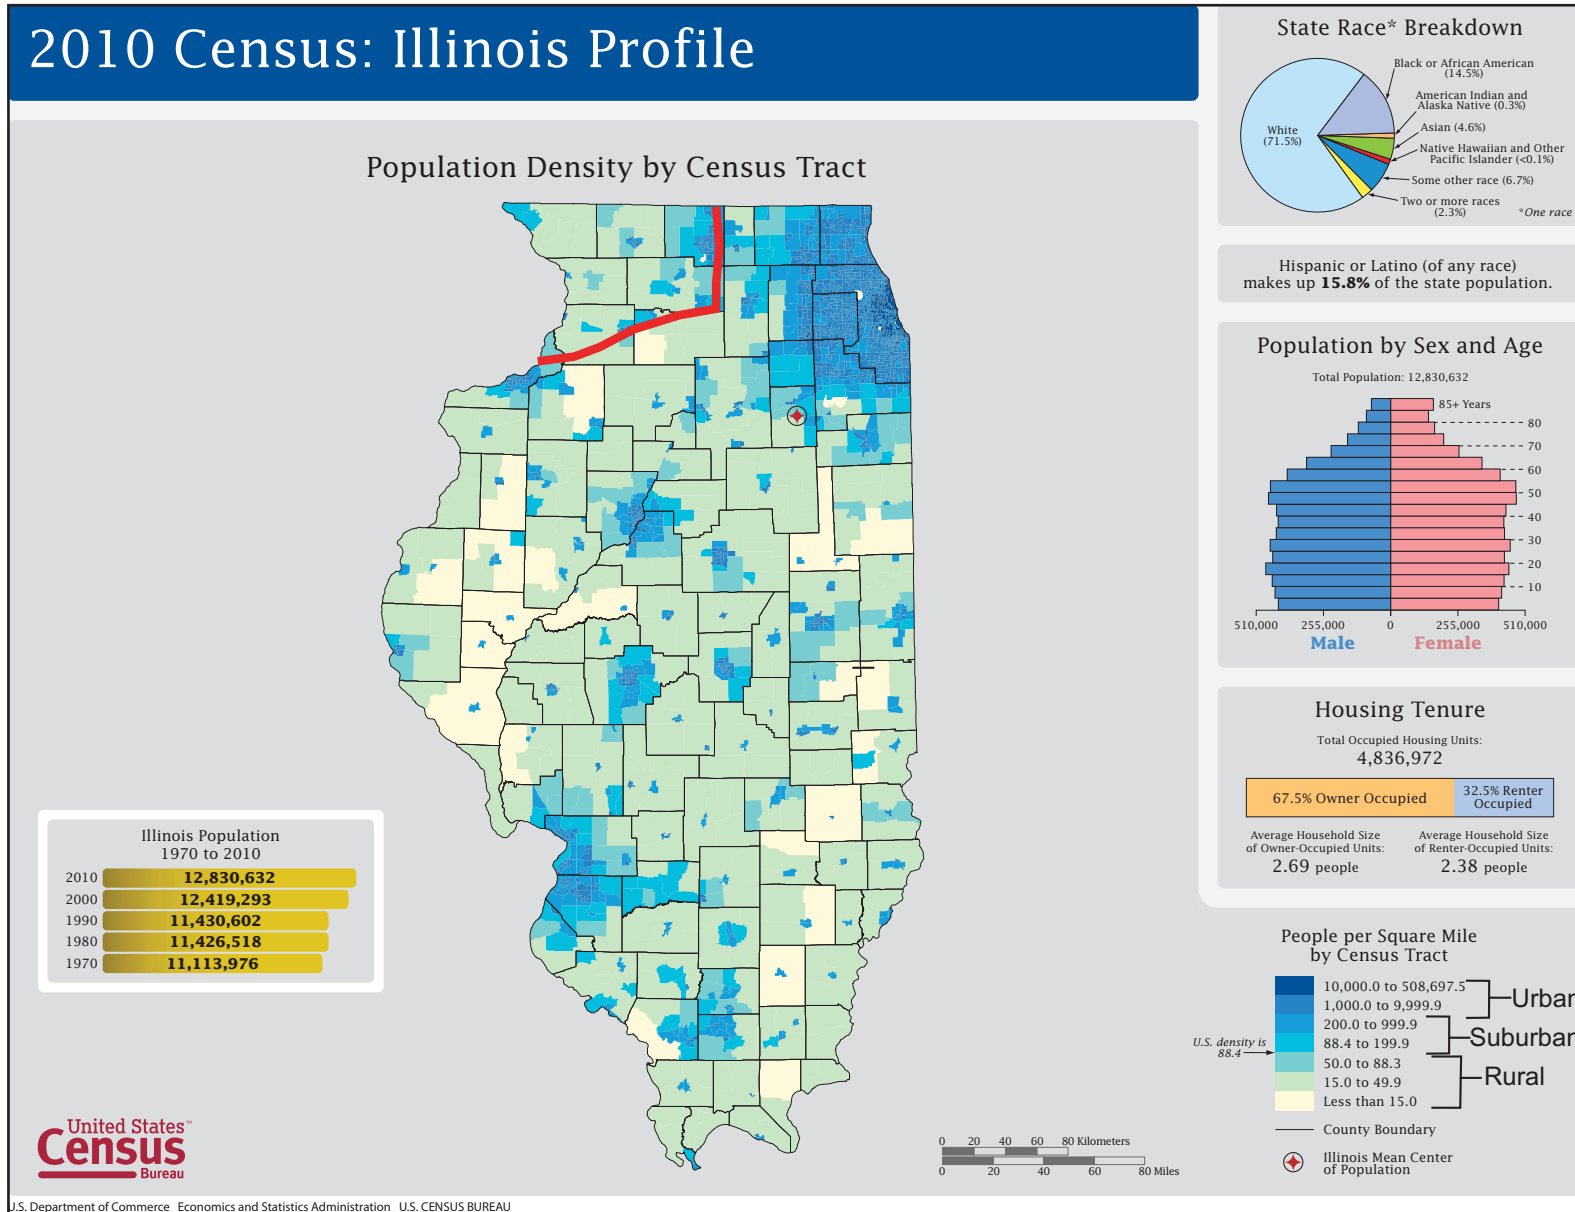 2010 Census: Illinois Profile
Population Density by Census Tract
Illinois Population
1970 to 2010
2010 12,830,632
2000 12,419,293
1990 11,430,602
1980 11,426,518
1970 11,113,976
United States™
Census
Bureau
U.S. Department of Commerce Economics and Statistics Administration U.S. CENSUS BUREAU
0 20 40 60 80 Kilometers
0 20 40 60 80 Miles
State Race* Breakdown
Black or African American
(14.5%)
American Indian and
Alaska Native (0.3%)
Asian (4.6%)
Native Hawaiian and Other
Pacific Islander (<0.1%)
Some other race (6.7%)
Two or more races
(2.3%)
White
(71.5%)
*One race
Hispanic or Latino (of any race)
makes up 15.8% of the state population.
Population by Sex and Age
Total Population: 12,830,632
85+ Years
80
70
60
50
40
30
20
10
510,000 255,000 0 255,000 510,000
Male Female
Housing Tenure
Total Occupied Housing Units:
4,836,972
67.5% Owner Occupied
32.5% Renter
Occupied
Average Household Size
of Owner-Occupied Units:
2.69 people
Average Household Size
of Renter-Occupied Units:
2.38 people
People per Square Mile
by Census Tract
10,000.0 to 508,697.5
1,000.0 to 9,999.9
Urban
200.0 to 999.9
88.4 to 199.9
Suburban
U.S. density is
88.4
50.0 to 88.3
15.0 to 49.9
Less than 15.0
Rural
County Boundary
Illinois Mean Center
of Population